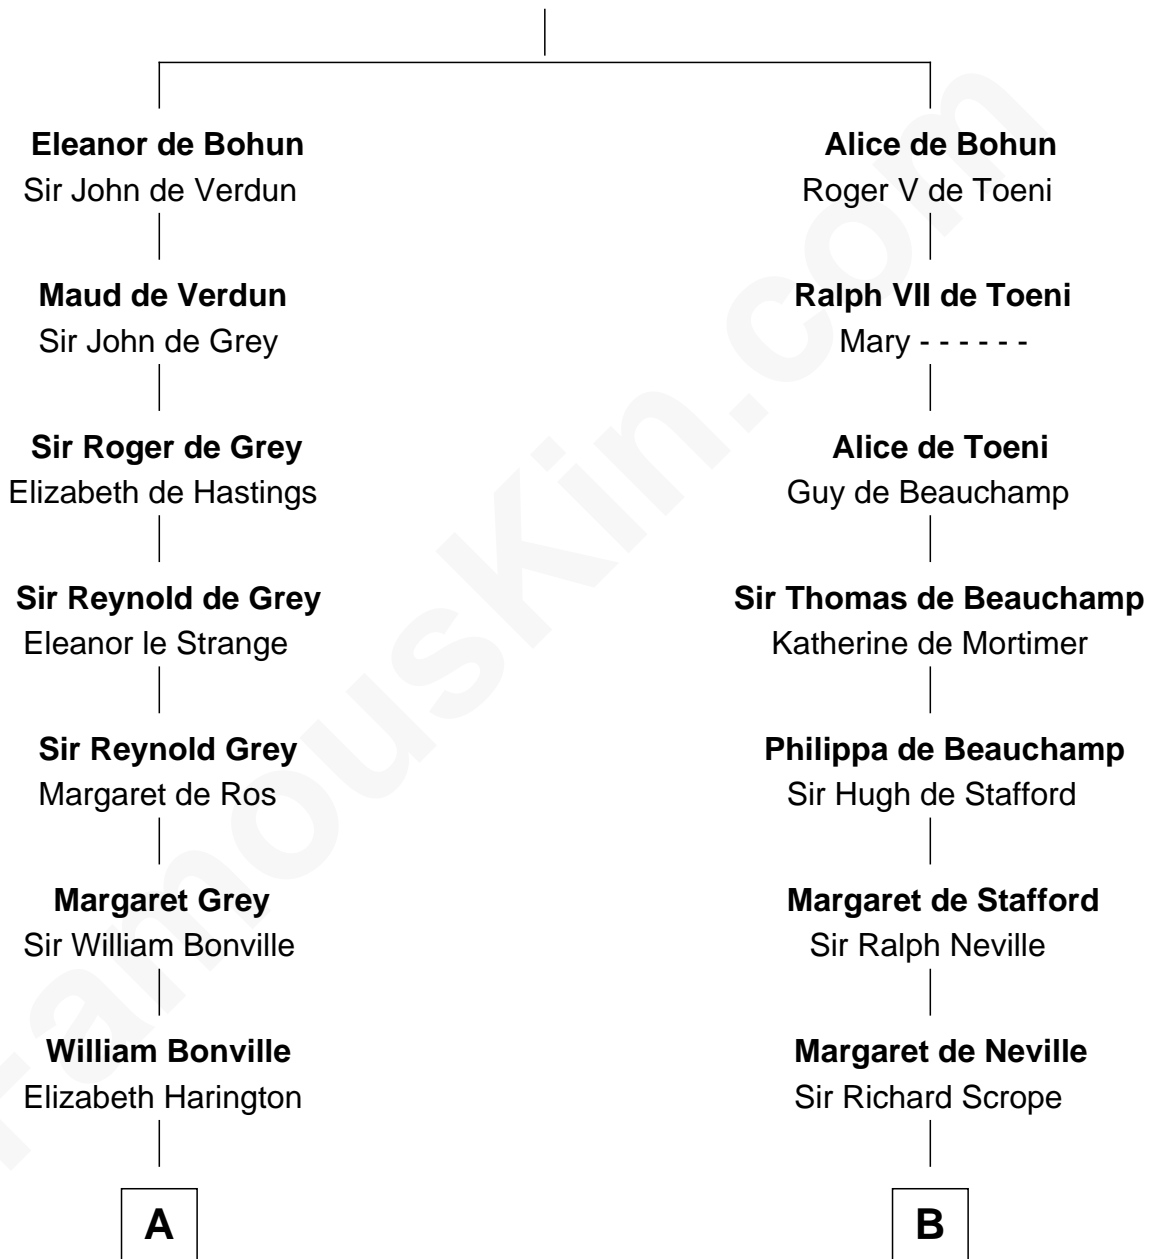 Eleanor de Bohun
Sir John de Verdun
Alice de Bohun
Roger V de Toeni
Maud de Verdun
Sir John de Grey
Ralph VII de Toeni
Mary - - - - - -
Sir Roger de Grey
Elizabeth de Hastings
Alice de Toeni
Guy de Beauchamp
Sir Reynold de Grey
Eleanor le Strange
Sir Thomas de Beauchamp
Katherine de Mortimer
Sir Reynold Grey
Margaret de Ros
Philippa de Beauchamp
Sir Hugh de Stafford
Margaret Grey
Sir William Bonville
Margaret de Stafford
Sir Ralph Neville
William Bonville
Elizabeth Harington
Margaret de Neville
Sir Richard Scrope
A
B
FamousKin.com